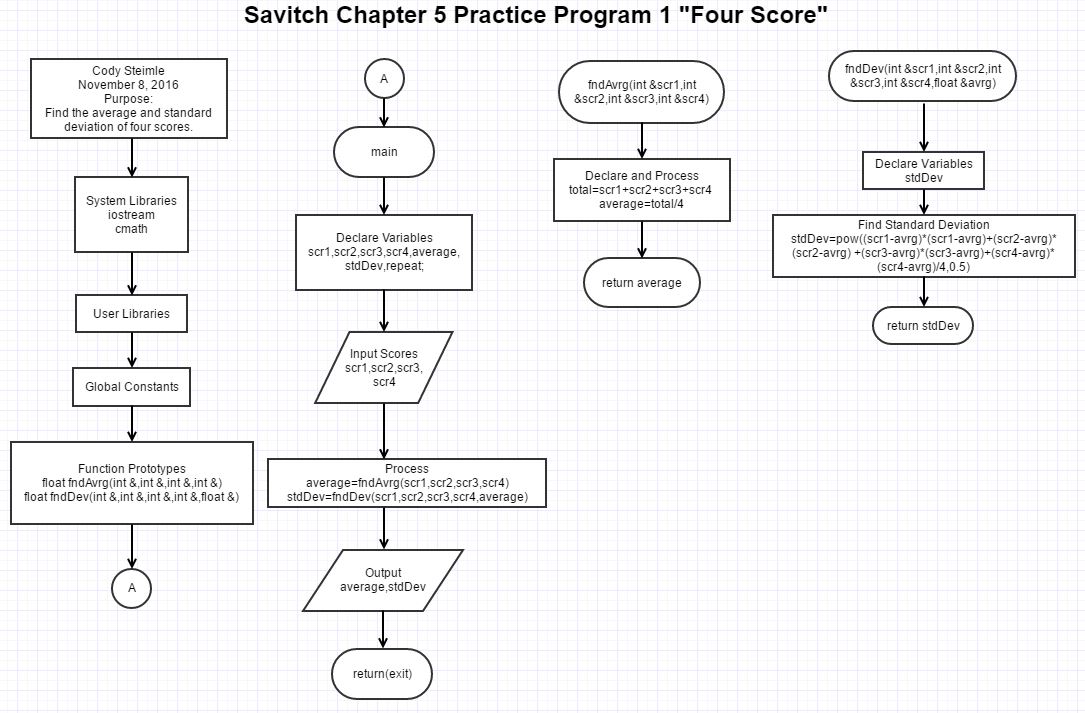 Savitch Chapter 5 Practice Program 1 "Four Score"
Cody Steimle
November 8, 2016
Purpose:
Find the average and standard
deviation of four scores.
System Libraries
iostream
cmath
User Libraries
Global Constants
Function Prototypes
float fndAvrg(int &,int &,int &,int &)
float fndDev(int &,int &,int &,int &,float &)
A
A
main
Declare Variables
scr1,scr2,scr3,scr4,average,
stdDev,repeat;
Input Scores
scr1,scr2,scr3,
scr4
Process
average=fndAvrg(scr1,scr2,scr3,scr4)
stdDev=fndDev(scr1,scr2,scr3,scr4,average)
Output
average,stdDev
return(exit)
fndAvrg(int &scr1,int
&scr2,int &scr3,int &scr4)
Declare and Process
total=scr1+scr2+scr3+scr4
average=total/4
return average
fndDev(int &scr1,int &scr2,int
&scr3,int &scr4,float &avrg)
Declare Variables
stdDev
Find Standard Deviation
stdDev=pow((scr1-avrg)*(scr1-avrg)+(scr2-avrg)*
(scr2-avrg) +(scr3-avrg)*(scr3-avrg)+(scr4-avrg)*
(scr4-avrg)/4,0.5)
return stdDev